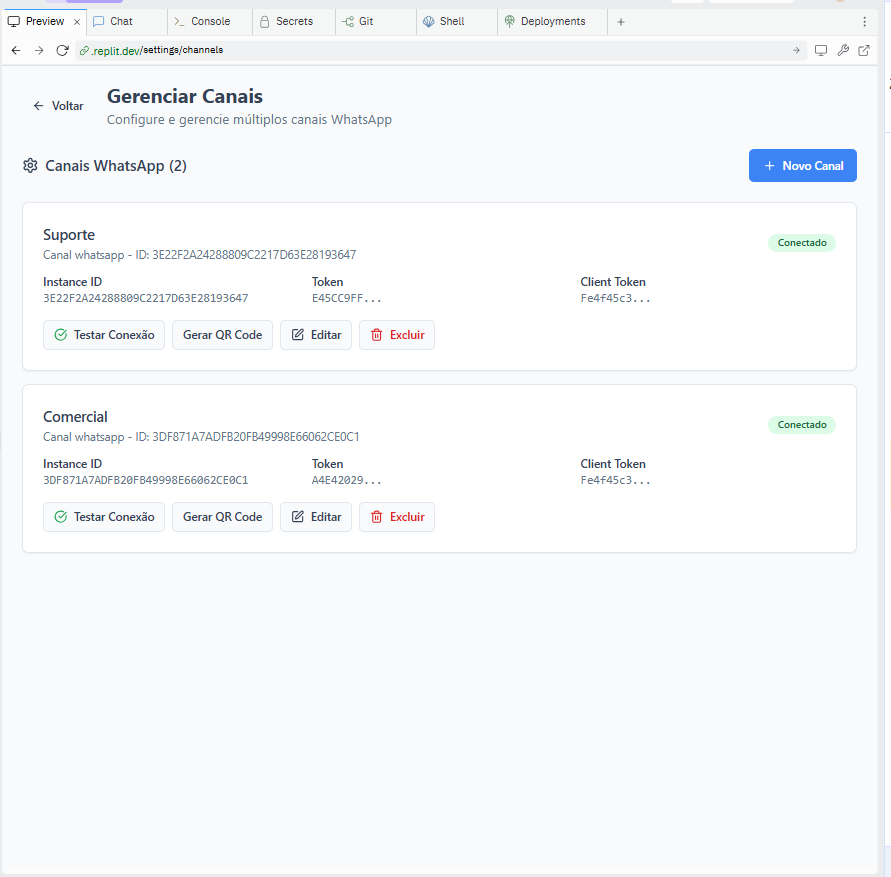 Preview
Chat
Console
Secrets
Git
Shell
Deployments
.replit.dev/settings/channels
Voltar
Gerenciar Canais
Configure e gerencie múltiplos canais WhatsApp
Canais WhatsApp (2)
Novo Canal
Suporte
Conectado
Canal whatsapp - ID: 3E22F2A24288809C2217D63E28193647
Instance ID Token Client Token
3E22F2A24288809C2217D63E28193647 E45CC9FF... Fe4f45c3...
Testar Conexão Gerar QR Code Editar Excluir
Comercial
Conectado
Canal whatsapp - ID: 3DF871A7ADFB20FB49998E66062CE0C1
Instance ID Token Client Token
3DF871A7ADFB20FB49998E66062CE0C1 A4E42029... Fe4f45c3...
Testar Conexão Gerar QR Code Editar Excluir